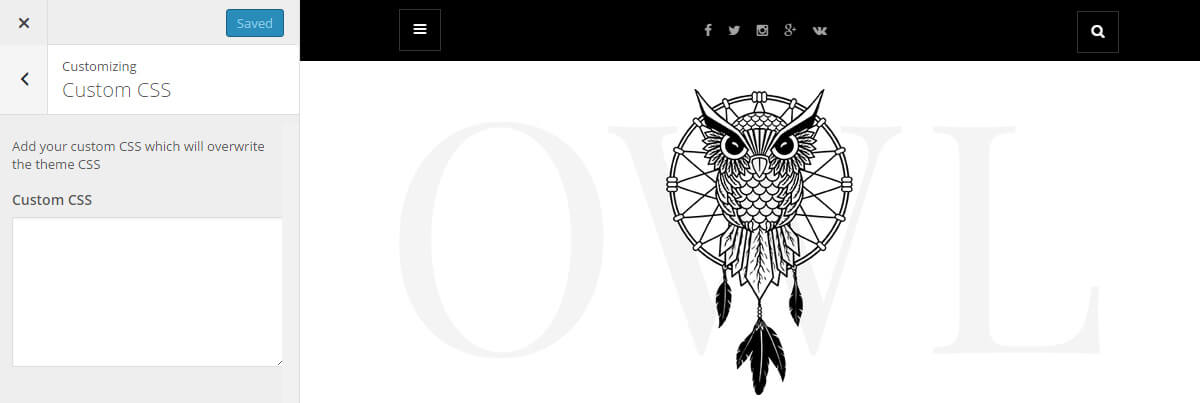 Saved
Customizing
Custom CSS
Add your custom CSS which will overwrite
the theme CSS
Custom CSS
OWL